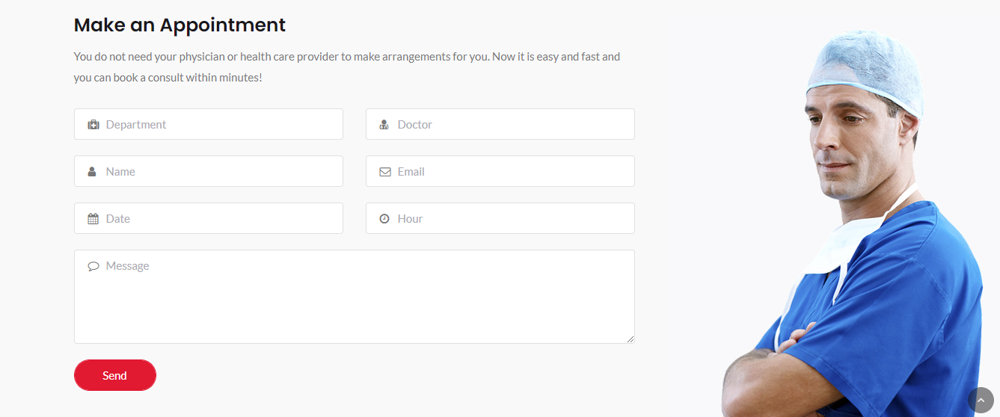 Make an Appointment
You do not need your physician or health care provider to make arrangements for you. Now it is easy and fast and
you can book a consult within minutes!
Department
Doctor
Name
Email
Date
Hour
Message
Send